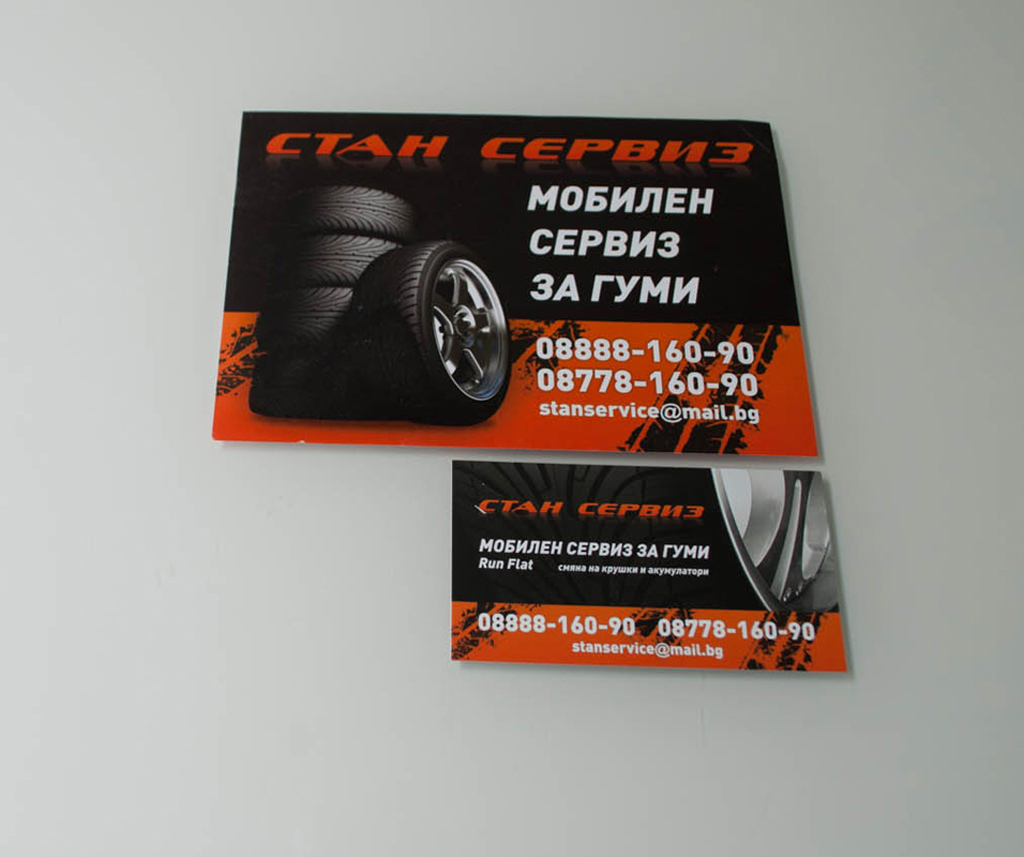 СТАН СЕРВИЗ
МОБИЛЕН
СЕРВИЗ
ЗА ГУМИ
08888-160-90
08778-160-90
stanservice@mail.bg
СТАН СЕРВИЗ
МОБИЛЕН СЕРВИЗ ЗА ГУМИ
Run Flat смяна на крушки и акумулатори
08888-160-90 08778-160-90
stanservice@mail.bg